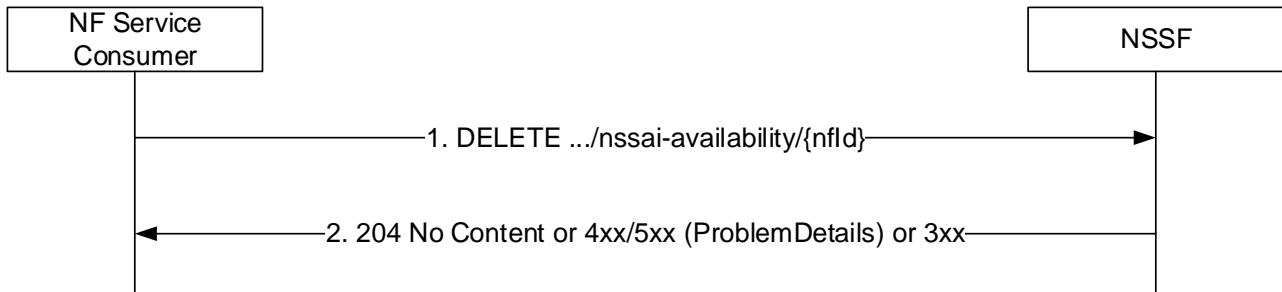 NF Service
Consumer
NSSF
1. DELETE .../nssai-availability/{nfId}
2. 204 No Content or 4xx/5xx (ProblemDetails) or 3xx